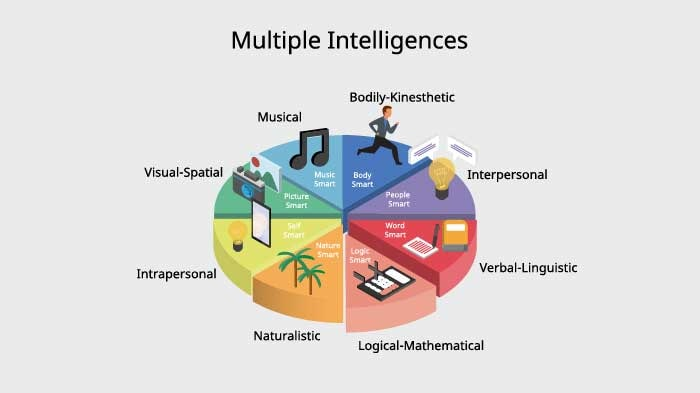 Multiple Intelligences
Bodily-Kinesthetic
Musical
Visual-Spatial
Interpersonal
Music
Smart
Body
Smart
Picture
Smart
People
Smart
Self
Smart
Word
Smart
Nature
Smart
Logic
Smart
Intrapersonal
Verbal-Linguistic
Naturalistic
Logical-Mathematical